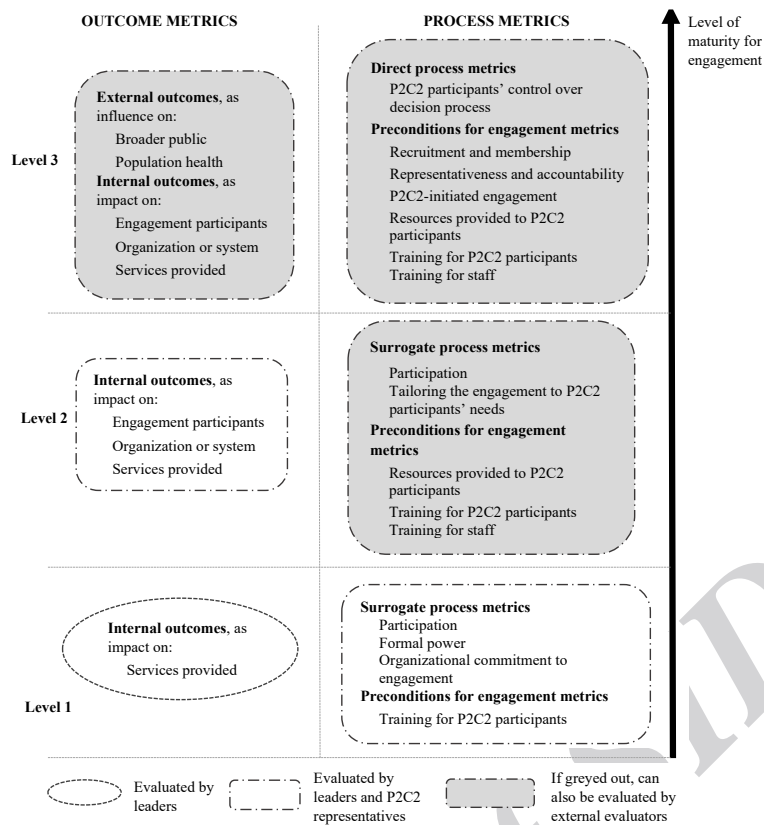 OUTCOME METRICS
PROCESS METRICS
Level of
maturity for
engagement
Level 3
External outcomes, as
influence on:
Broader public
Population health
Internal outcomes, as
impact on:
Engagement participants
Organization or system
Services provided
Direct process metrics
P2C2 participants' control over
decision process
Preconditions for engagement metrics
Recruitment and membership
Representativeness and accountability
P2C2-initiated engagement
Resources provided to P2C2
participants
Training for P2C2 participants
Training for staff
Level 2
Internal outcomes, as
impact on:
Engagement participants
Organization or system
Services provided
Surrogate process metrics
Participation
Tailoring the engagement to P2C2
participants' needs
Preconditions for engagement
metrics
Resources provided to P2C2
participants
Training for P2C2 participants
Training for staff
Level 1
Internal outcomes, as
impact on:
Services provided
Surrogate process metrics
Participation
Formal power
Organizational commitment to
engagement
Preconditions for engagement metrics
Training for P2C2 participants
Evaluated by
leaders
Evaluated by
leaders and P2C2
representatives
If greyed out, can
also be evaluated by
external evaluators